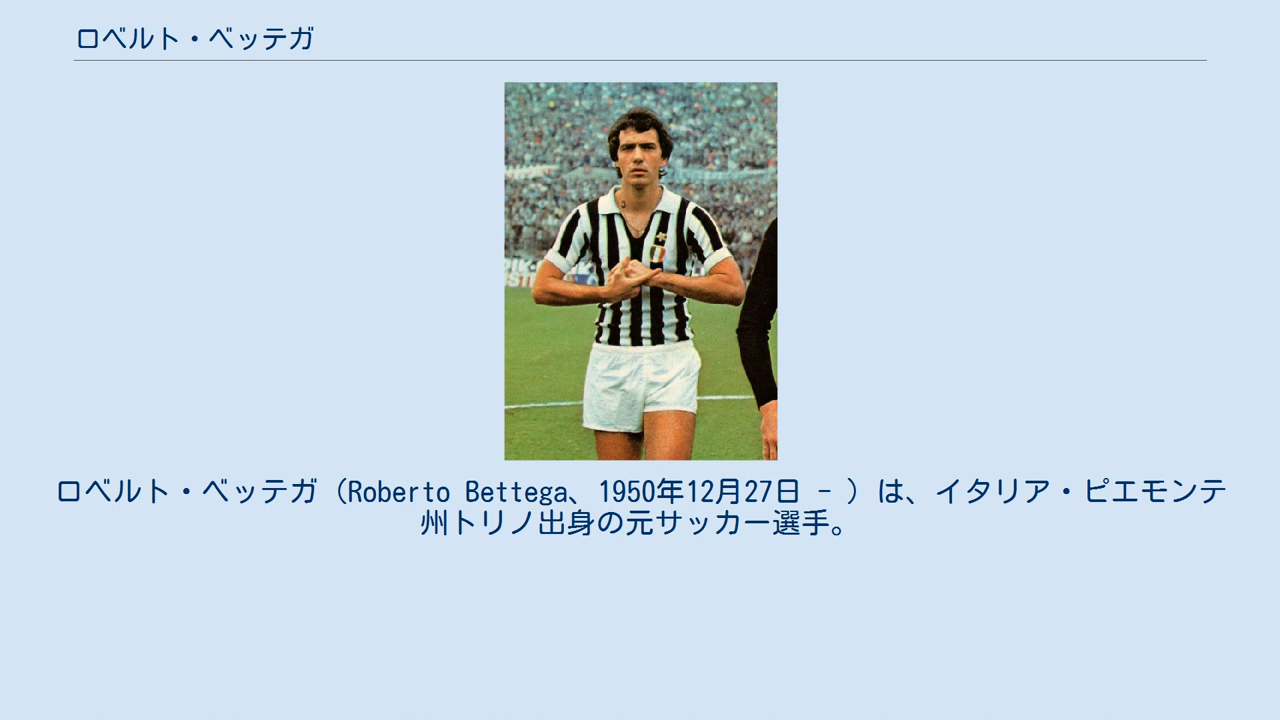 ロベルト・ベッテガ
ロベルト・ベッテガ（Roberto Bettega、1950年12月27日 - ）は、イタリア・ピエモンテ
州トリノ出身の元サッカー選手。